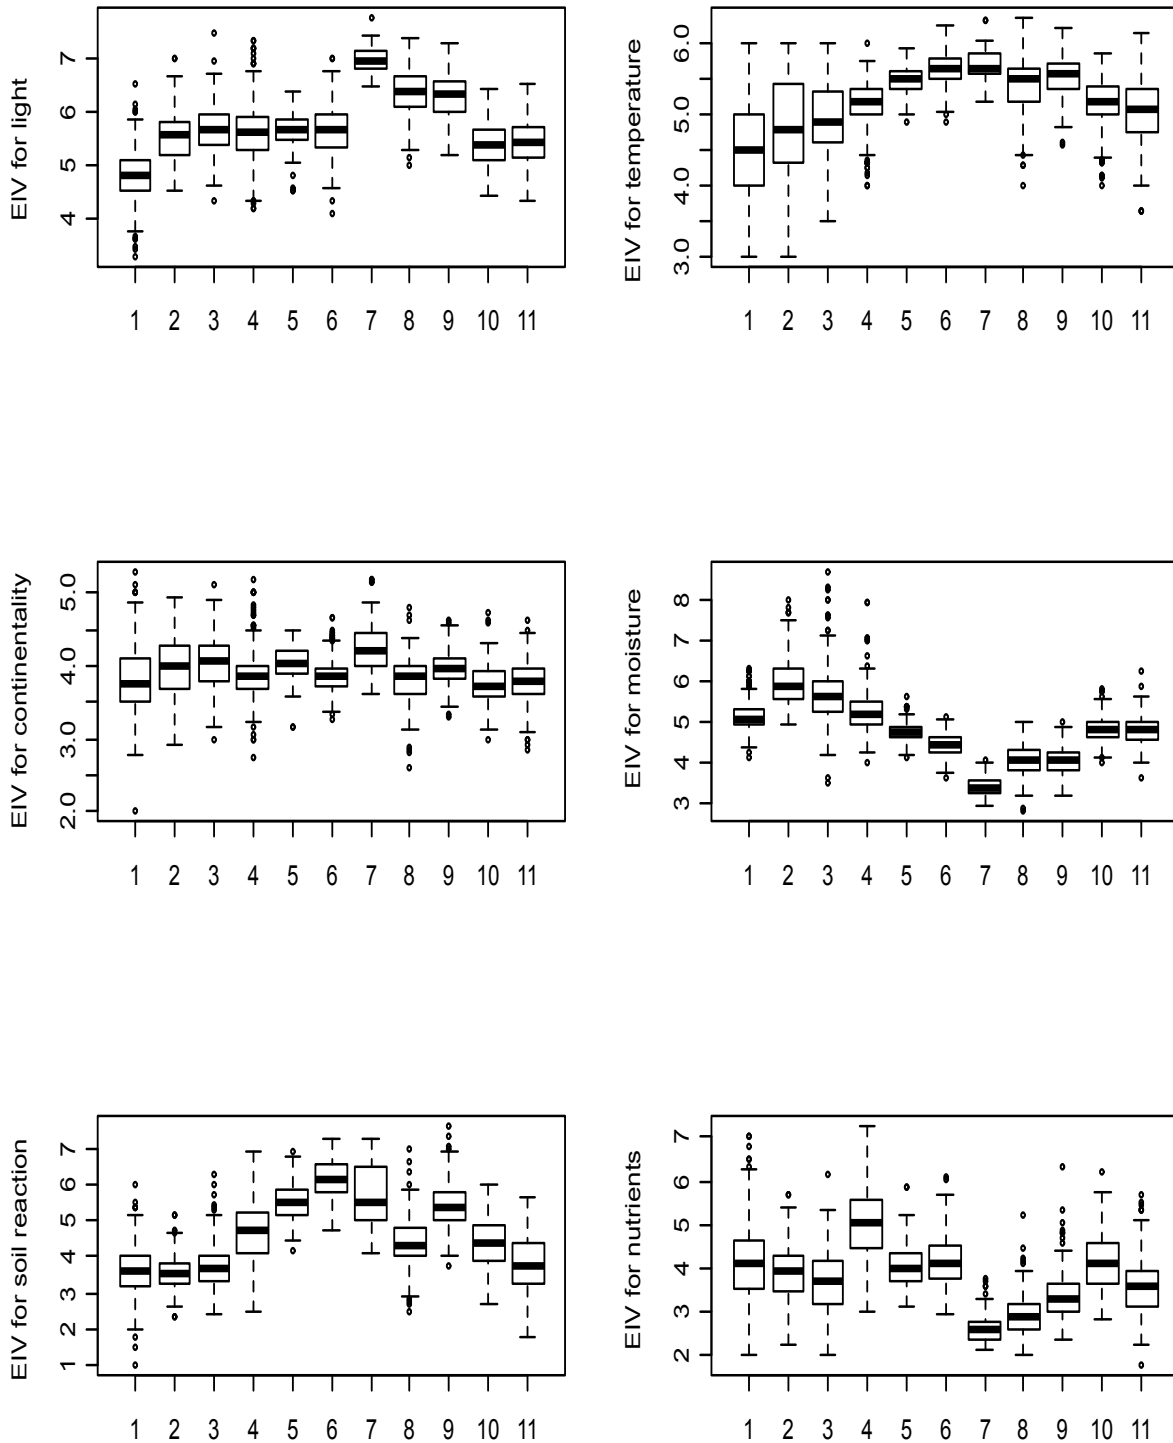 EIV for light
7
6
5
4
1 2 3 4 5 6 7 8 9 10 11
EIV for temperature
6.0
5.0
4.0
3.0
1 2 3 4 5 6 7 8 9 10 11
EIV for continentality
5.0
4.0
3.0
2.0
1 2 3 4 5 6 7 8 9 10 11
EIV for moisture
8
7
6
5
4
3
1 2 3 4 5 6 7 8 9 10 11
EIV for soil reaction
7
6
5
4
3
2
1
1 2 3 4 5 6 7 8 9 10 11
EIV for nutrients
7
6
5
4
3
2
1 2 3 4 5 6 7 8 9 10 11